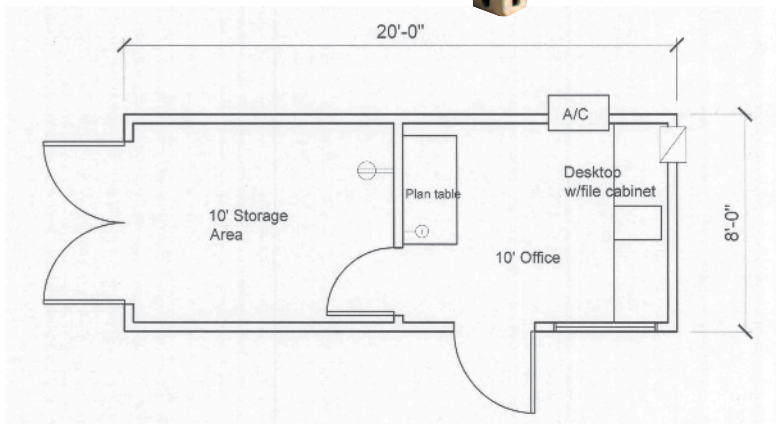 20'-0"
A/C
Desktop
w/file cabinet
Plan table
10' Storage
Area
8'-0"
10' Office